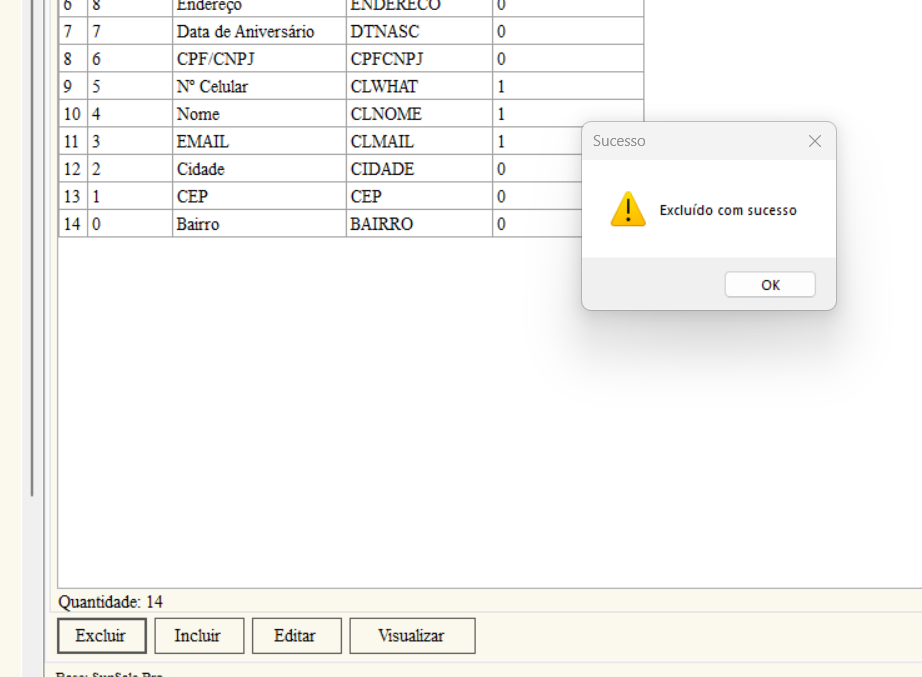 6 8 Endereço ENDERECO 0
7 7 Data de Aniversário DTNASC 0
8 6 CPF/CNPJ CPFCNPJ 0
9 5 Nº Celular CLWHAT 1
10 4 Nome CLNOME 1
11 3 EMAIL CLMAIL 1
12 2 Cidade CIDADE 0
13 1 CEP CEP 0
14 0 Bairro BAIRRO 0
Sucesso
Excluído com sucesso
OK
Quantidade: 14
Excluir Incluir Editar Visualizar